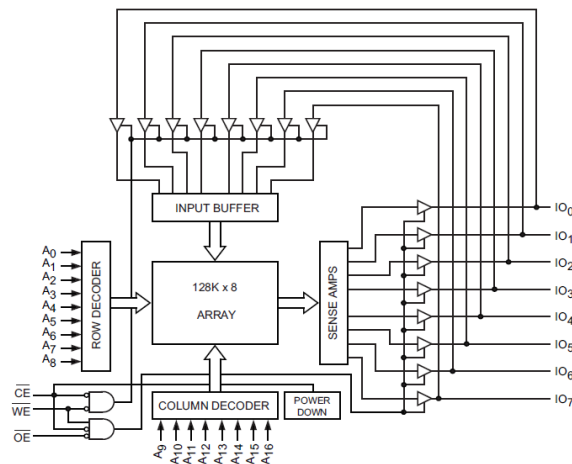 INPUT BUFFER
IO0
IO1
IO2
IO3
IO4
IO5
IO6
IO7
A0
A1
A2
A3
A4
A5
A6
A7
A8
ROW DECODER
128K x 8
ARRAY
SENSE AMPS
CE
WE
OE
COLUMN DECODER
POWER
DOWN
A9
A10
A11
A12
A13
A14
A15
A16